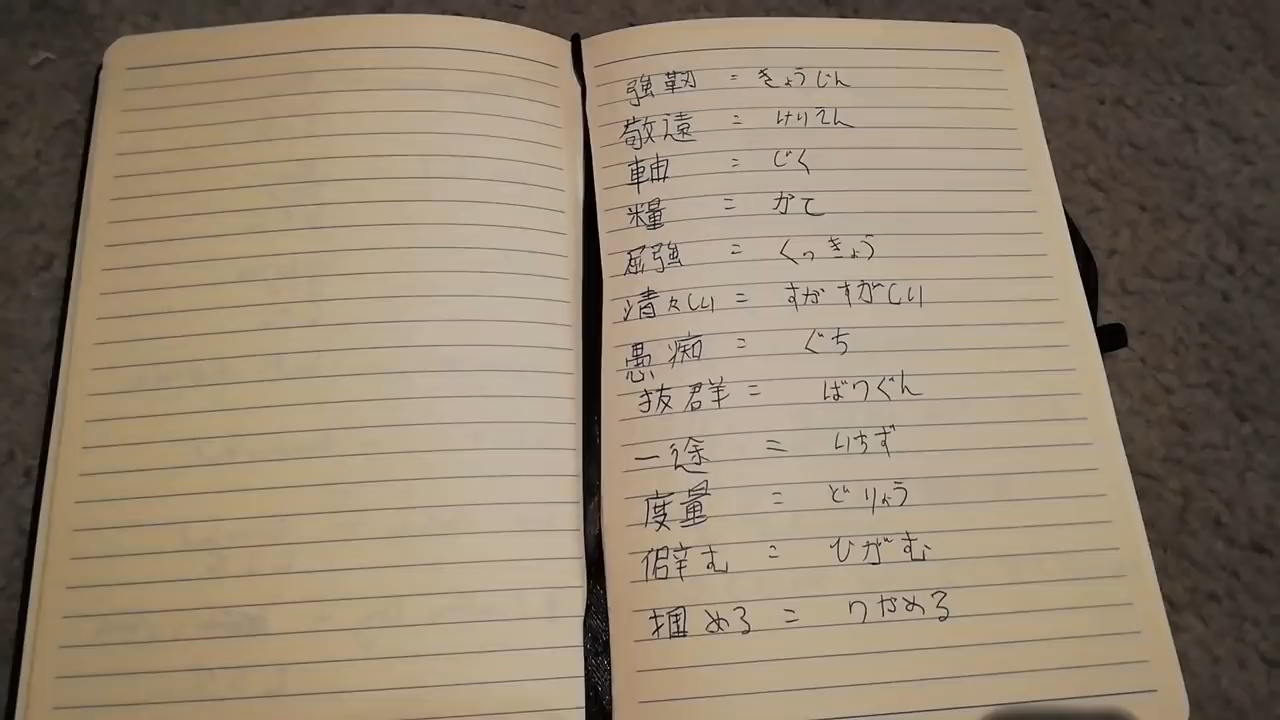 強靭 = きょうじん
敬遠 = けいえん
軸 = じく
糧 = かて
屈強 = くっきょう
清々しい = すがすがしい
愚痴 = ぐち
抜群 = ばつぐん
一途 = いちず
度量 = どりょう
僻む = ひがむ
掴める = つかめる